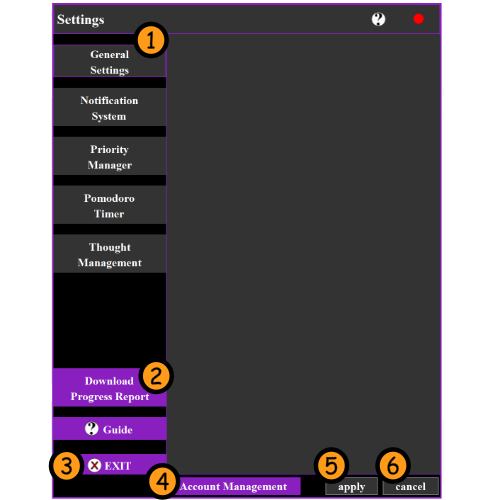 Settings
?
1
General
Settings
Notification
System
Priority
Manager
Pomodoro
Timer
Thought
Management
Download
Progress Report
2
? Guide
3
X EXIT
4
Account Management
5
apply
6
cancel